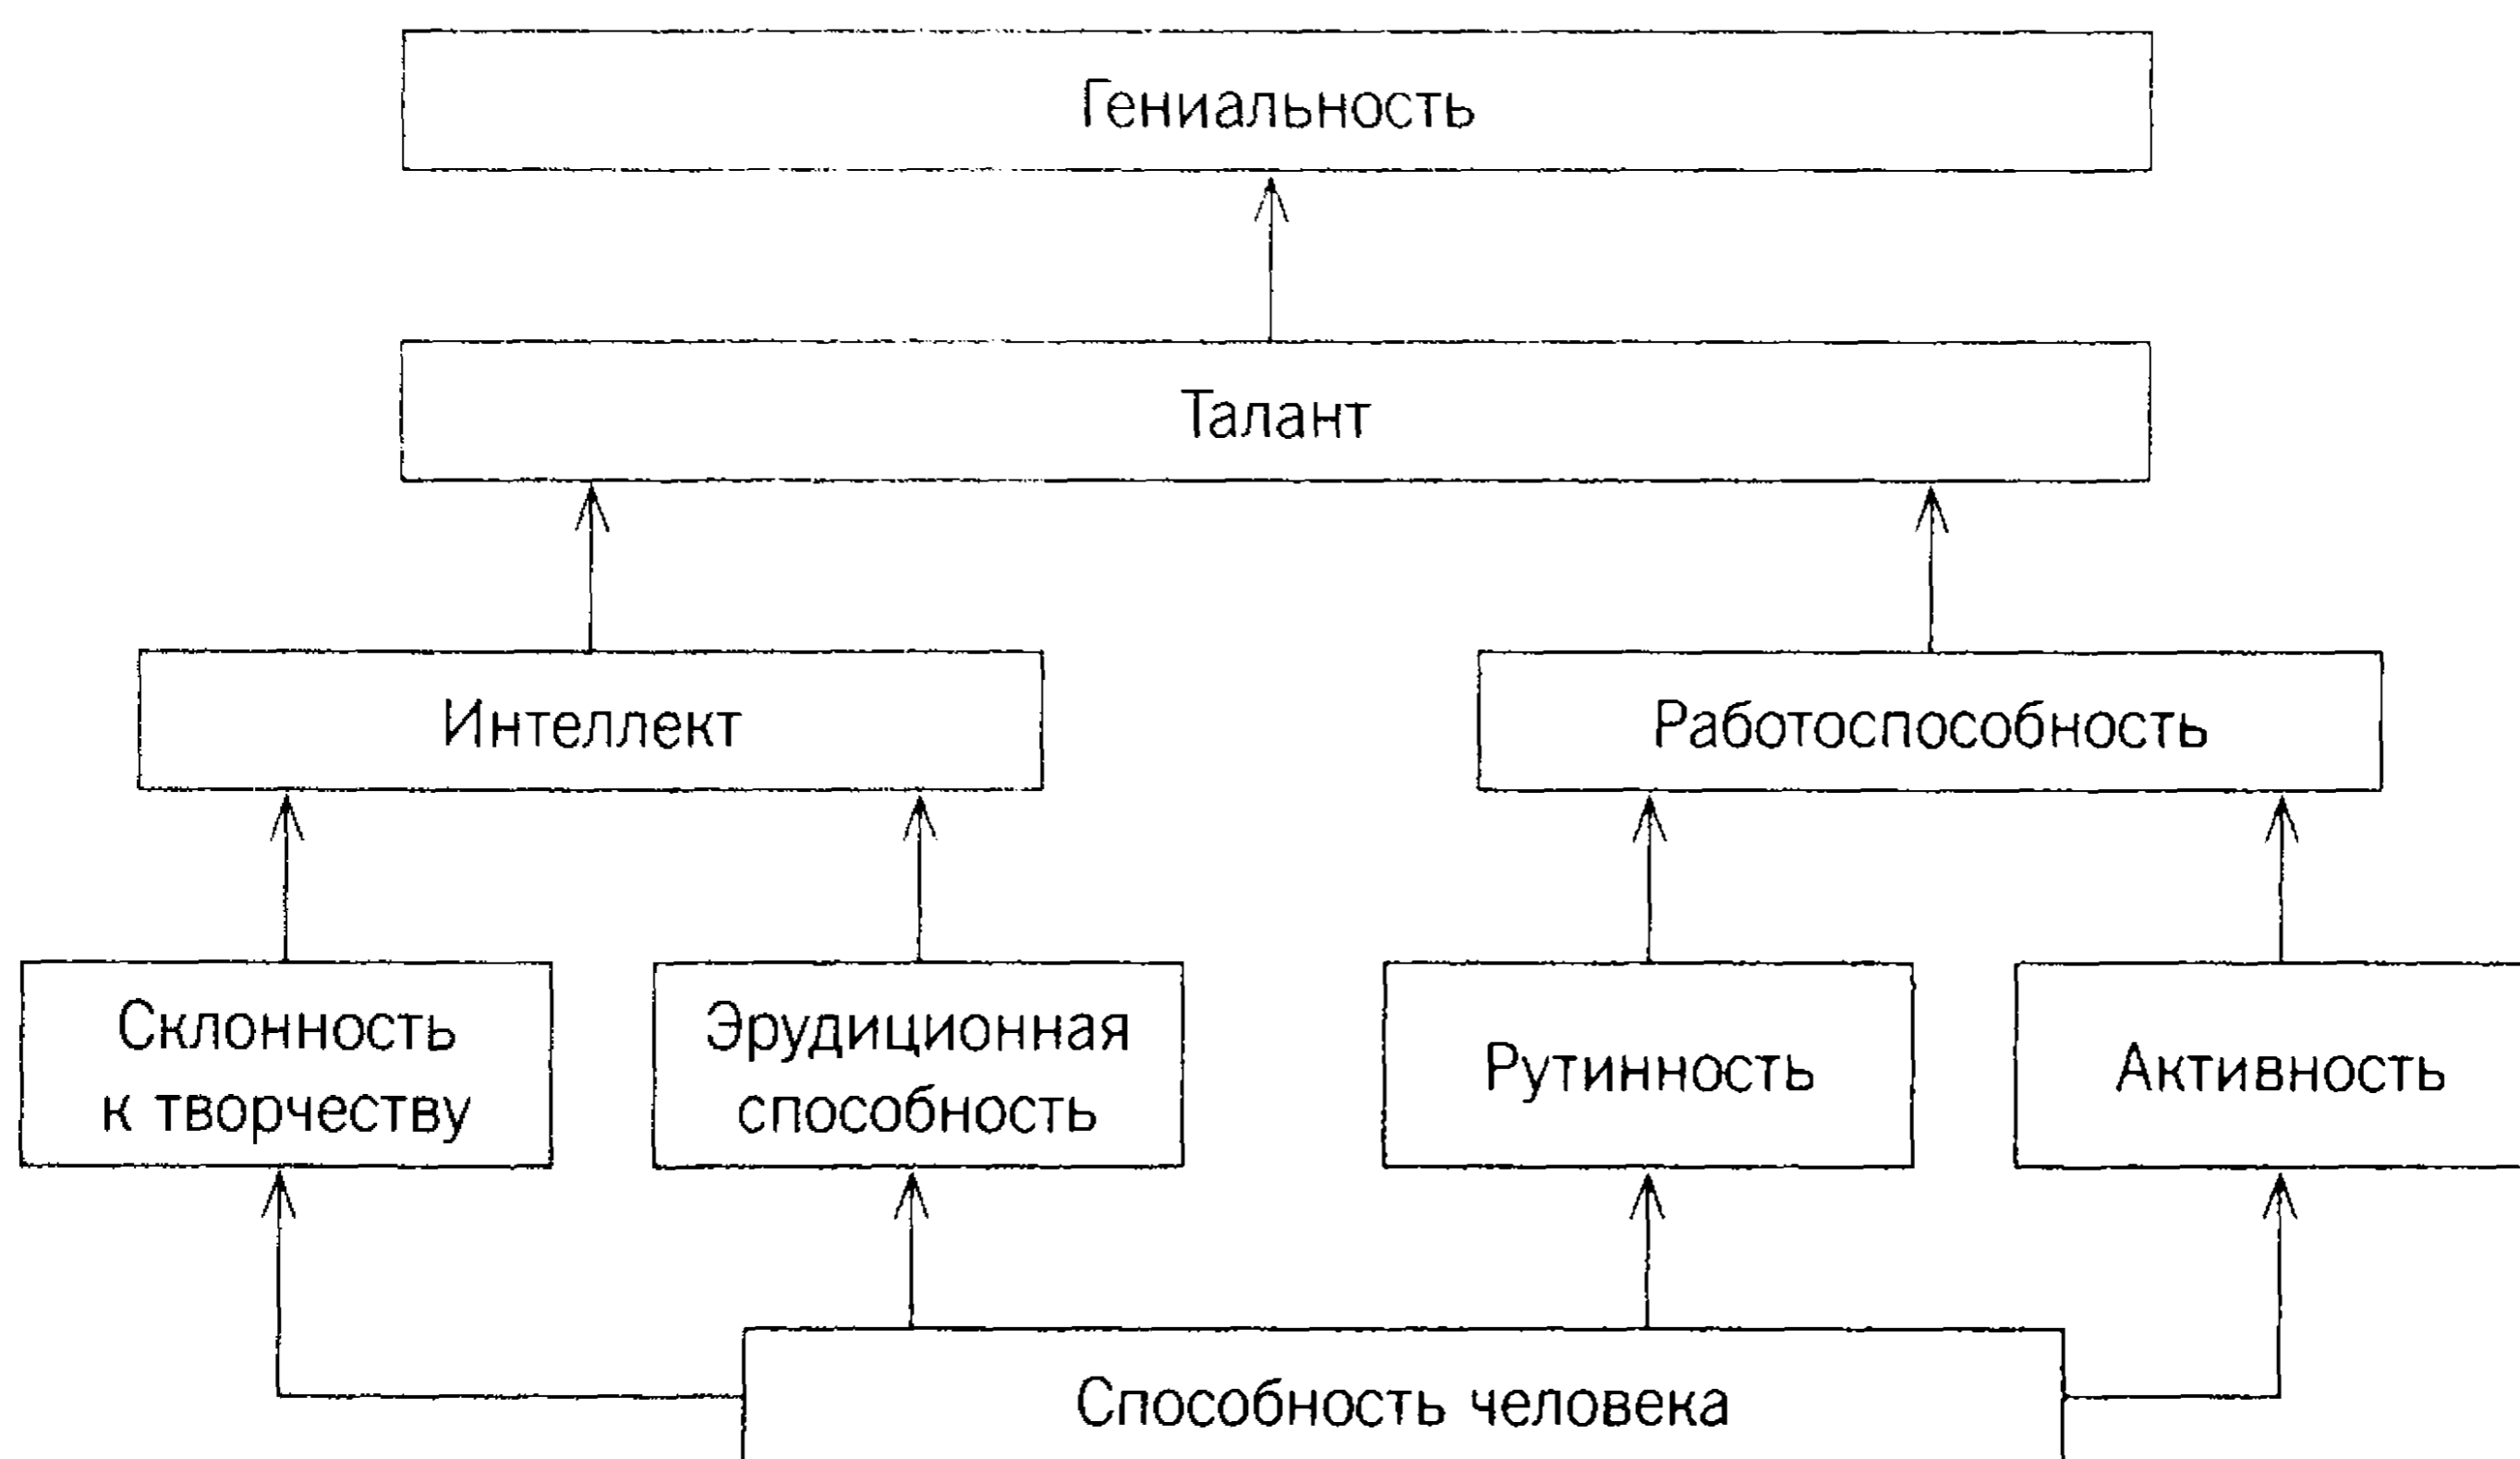 Гениальность
Талант
Интеллект
Работоспособность
Склонность
к творчеству
Эрудиционная
способность
Рутинность
Активность
Способность человека